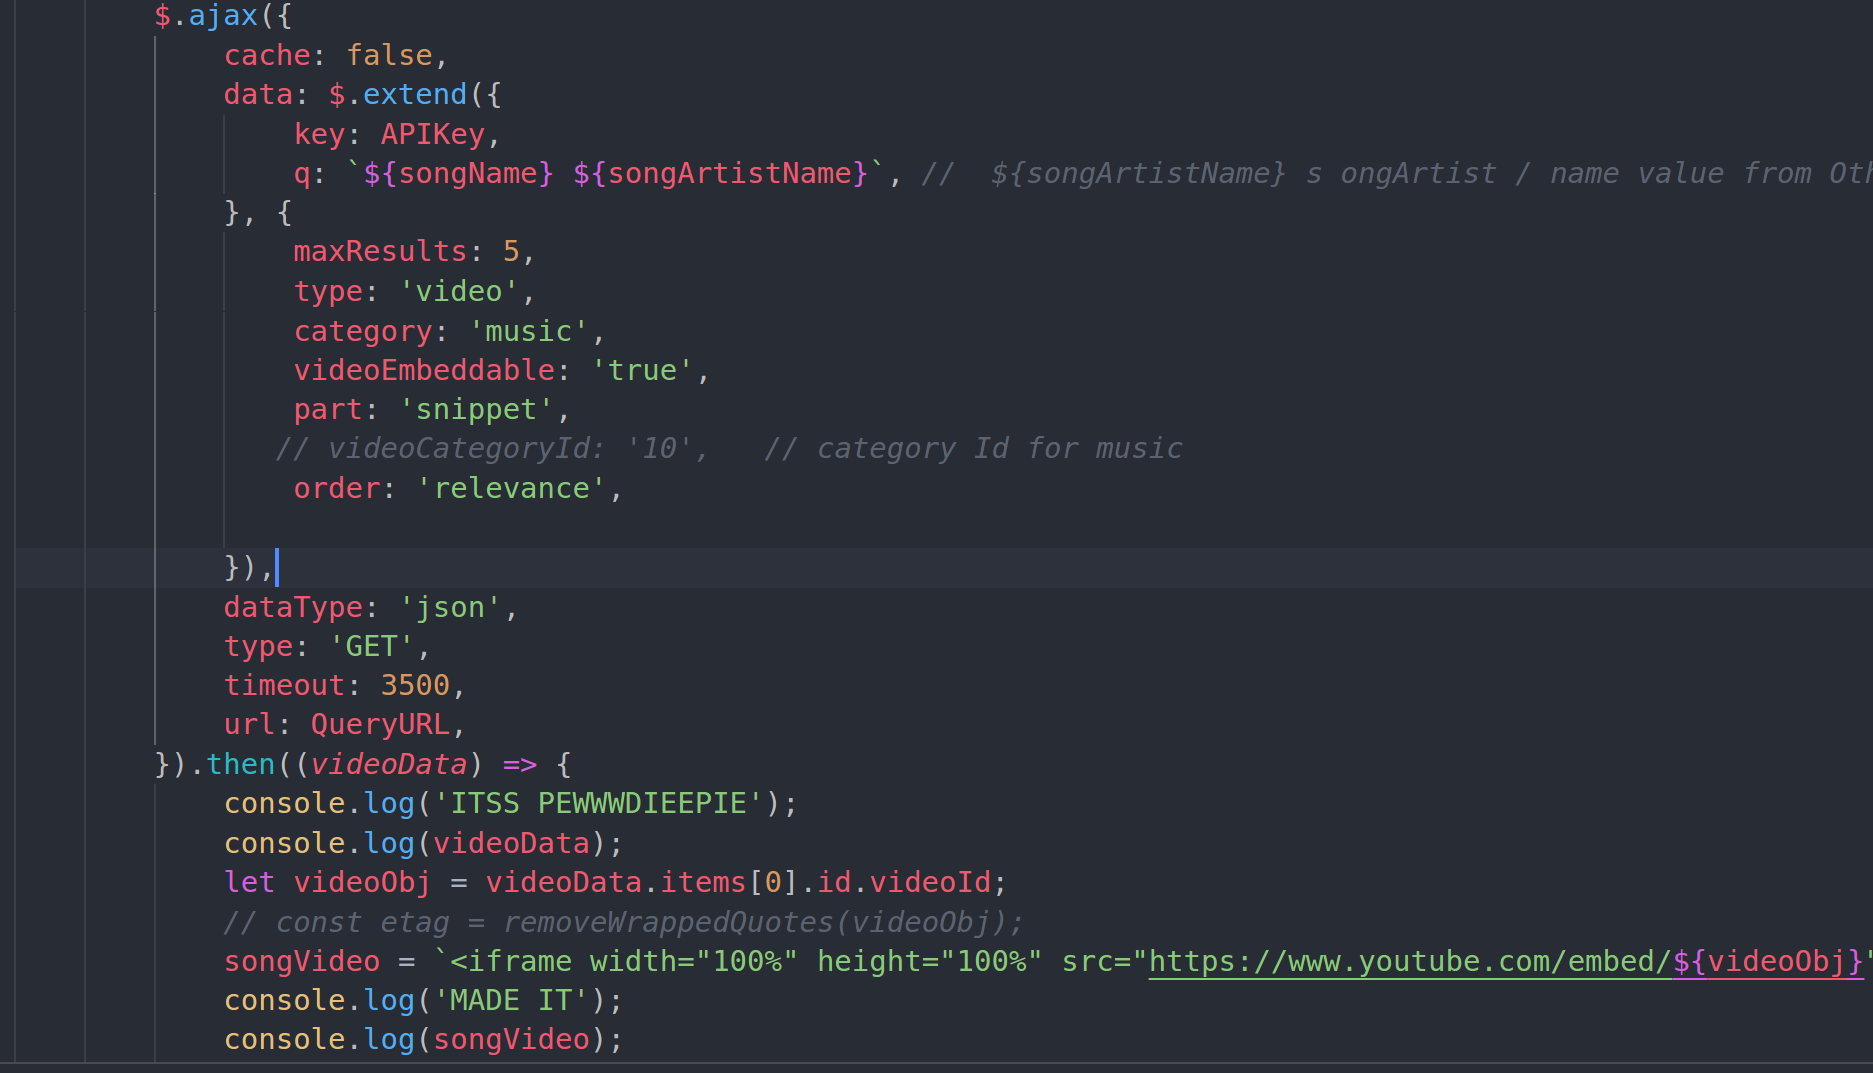 $.ajax({
cache: false,
data: $.extend({
key: APIKey,
q: `${songName} ${songArtistName}`, //  ${songArtistName} s ongArtist / name value from
}, {
maxResults: 5,
type: 'video',
category: 'music',
videoEmbeddable: 'true',
part: 'snippet',
// videoCategoryId: '10',   // category Id for music
order: 'relevance',
}),
dataType: 'json',
type: 'GET',
timeout: 3500,
url: QueryURL,
}).then((videoData) => {
console.log('ITSS PEWWWDIEEPIE');
console.log(videoData);
let videoObj = videoData.items[0].id.videoId;
// const etag = removeWrappedQuotes(videoObj);
songVideo = `<iframe width="100%" height="100%" src="https://www.youtube.com/embed/${videoObj}"
console.log('MADE IT');
console.log(songVideo);